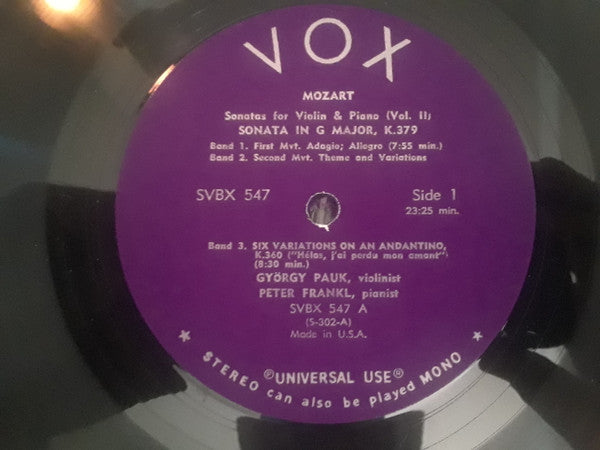 VOX
MOZART
Sonatas for Violin & Piano (Vol. II)
SONATA IN G MAJOR, K.379
Band 1. First Mvt. Adagio; Allegro (7:55 min.)
Band 2. Second Mvt. Theme and Variations
SVBX 547
Side 1
23:25 min.
Band 3. SIX VARIATIONS ON AN ANDANTINO,
K.360 ("Hélas, j'ai perdu mon amant")
(8:30 min.)
GYÖRGY PAUK, violinist
PETER FRANKL, pianist
SVBX 547 A
(S-302-A)
Made in U.S.A.
℗UNIVERSAL USE®
★ STEREO can also be played MONO ★